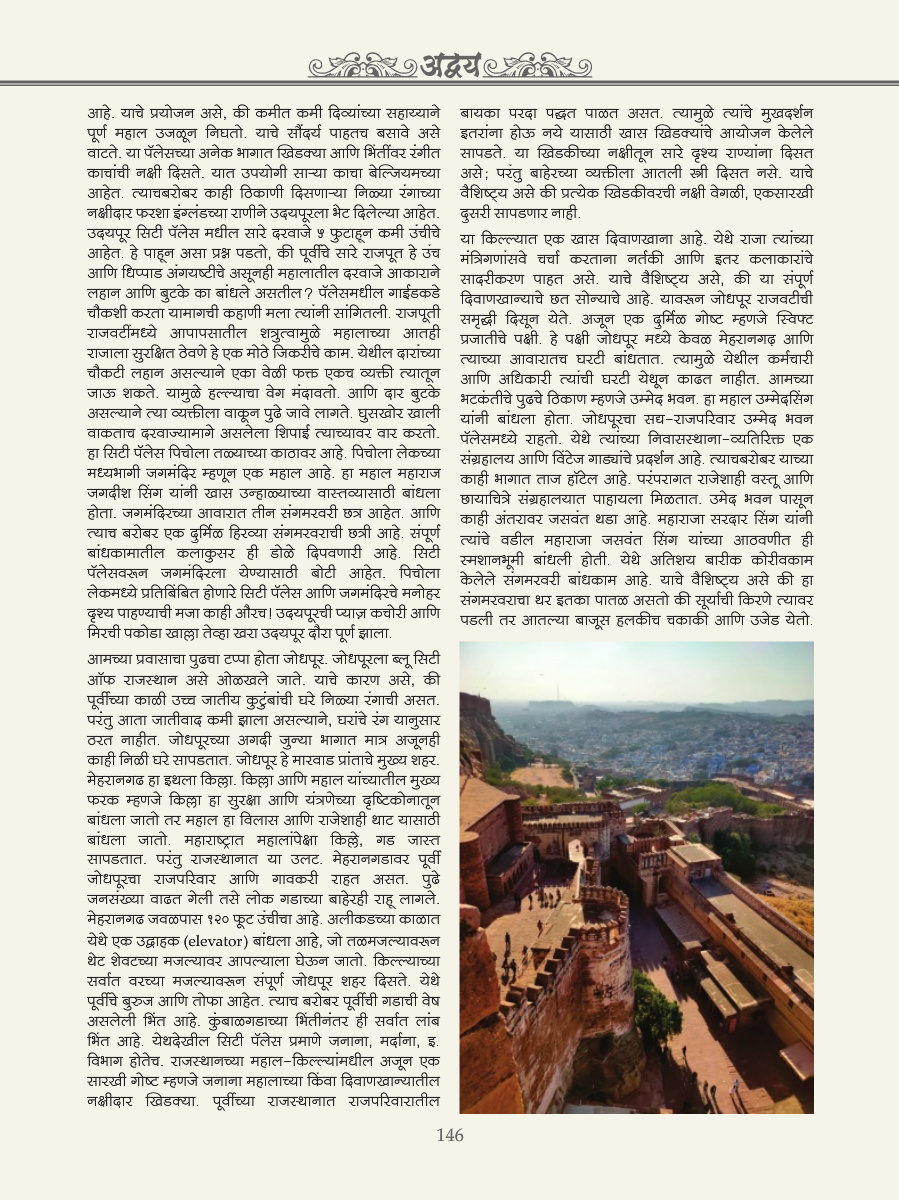 अद्वय
आहे. याचे प्रयोजन असे, की कमीत कमी दिव्यांच्या सहाय्याने
पूर्ण महाल उजळून निघतो. याचे सौंदर्य पाहतच बसावे असे
वाटते. या पॅलेसच्या अनेक भागात खिडक्या आणि भिंतींवर रंगीत
काचांची नक्षी दिसते. यात उपयोगी साऱ्या काचा बेल्जियमच्या
आहेत. त्याचबरोबर काही ठिकाणी दिसणाऱ्या निळ्या रंगाच्या
नक्षीदार फरशा इंग्लंडच्या राणीने उदयपूरला भेट दिलेल्या आहेत.
उदयपूर सिटी पॅलेस मधील सारे दरवाजे ५ फुटाहून कमी उंचीचे
आहेत. हे पाहून असा प्रश्न पडतो, की पूर्वीचे सारे राजपूत हे उंच
आणि धिप्पाड अंगयष्टीचे असूनही महालातील दरवाजे आकाराने
लहान आणि बुटके का बांधले असतील? पॅलेसमधील गाईडकडे
चौकशी करता यामागची कहाणी मला त्यांनी सांगितली. राजपूती
राजवटींमध्ये आपापसातील शत्रुत्वामुळे महालाच्या आतही
राजाला सुरक्षित ठेवणे हे एक मोठे जिकरीचे काम. येथील दारांच्या
चौकटी लहान असल्याने एका वेळी फक्त एकच व्यक्ती त्यातून
जाऊ शकते. यामुळे हल्ल्याचा वेग मंदावतो. आणि दार बुटके
असल्याने त्या व्यक्तीला वाकून पुढे जावे लागते. घुसखोर खाली
वाकताच दरवाज्यामागे असलेला शिपाई त्याच्यावर वार करतो.
हा सिटी पॅलेस पिचोला तळ्याच्या काठावर आहे. पिचोला लेकच्या
मध्यभागी जगमंदिर म्हणून एक महाल आहे. हा महाल महाराज
जगदीश सिंग यांनी खास उन्हाळ्याच्या वास्तव्यासाठी बांधला
होता. जगमंदिरच्या आवारात तीन संगमरवरी छत्र आहेत. आणि
त्याच बरोबर एक दुर्मिळ हिरव्या संगमरवराची छत्री आहे. संपूर्ण
बांधकामातील कलाकुसर ही डोळे दिपवणारी आहे. सिटी
पॅलेसवरून जगमंदिरला येण्यासाठी बोटी आहेत. पिचोला
लेकमध्ये प्रतिबिंबित होणारे सिटी पॅलेस आणि जगमंदिरचे मनोहर
दृश्य पाहण्याची मजा काही औरच! उदयपूरची प्याज़ कचोरी आणि
मिरची पकोडा खाल्ला तेव्हा खरा उदयपूर दौरा पूर्ण झाला.
आमच्या प्रवासाचा पुढचा टप्पा होता जोधपूर. जोधपूरला ब्लू सिटी
ऑफ राजस्थान असे ओळखले जाते. याचे कारण असे, की
पूर्वीच्या काळी उच्च जातीय कुटुंबांची घरे निळ्या रंगाची असत.
परंतु आता जातीवाद कमी झाला असल्याने, घरांचे रंग यानुसार
ठरत नाहीत. जोधपूरच्या अगदी जुन्या भागात मात्र अजूनही
काही निळी घरे सापडतात. जोधपूर हे मारवाड प्रांताचे मुख्य शहर.
मेहरानगढ हा इथला किल्ला. किल्ला आणि महाल यांच्यातील मुख्य
फरक म्हणजे किल्ला हा सुरक्षा आणि यंत्रणेच्या दृष्टिकोनातून
बांधला जातो तर महाल हा विलास आणि राजेशाही थाट यासाठी
बांधला जातो. महाराष्ट्रात महालांपेक्षा किल्ले, गड जास्त
सापडतात. परंतु राजस्थानात या उलट. मेहरानगडावर पूर्वी
जोधपूरचा राजपरिवार आणि गावकरी राहत असत. पुढे
जनसंख्या वाढत गेली तसे लोक गडाच्या बाहेरही राहू लागले.
मेहरानगढ जवळपास १२० फूट उंचीचा आहे. अलीकडच्या काळात
येथे एक उद्वाहक (elevator) बांधला आहे, जो तळमजल्यावरून
थेट शेवटच्या मजल्यावर आपल्याला घेऊन जातो. किल्ल्याच्या
सर्वात वरच्या मजल्यावरून संपूर्ण जोधपूर शहर दिसते. येथे
पूर्वीचे बुरुज आणि तोफा आहेत. त्याच बरोबर पूर्वीची गडाची वेष
असलेली भिंत आहे. कुंबाळगडाच्या भिंतीनंतर ही सर्वात लांब
भिंत आहे. येथदेखील सिटी पॅलेस प्रमाणे जनाना, मर्दाना, इ.
विभाग होतेच. राजस्थानच्या महाल-किल्ल्यांमधील अजून एक
सारखी गोष्ट म्हणजे जनाना महालाच्या किंवा दिवाणखान्यातील
नक्षीदार खिडक्या. पूर्वीच्या राजस्थानात राजपरिवारातील
बायका परदा पद्धत पाळत असत. त्यामुळे त्यांचे मुखदर्शन
इतरांना होऊ नये यासाठी खास खिडक्यांचे आयोजन केलेले
सापडते. या खिडकीच्या नक्षीतून सारे दृश्य राण्यांना दिसत
असे; परंतु बाहेरच्या व्यक्तीला आतली स्त्री दिसत नसे. याचे
वैशिष्ट्य असे की प्रत्येक खिडकीवरची नक्षी वेगळी, एकसारखी
दुसरी सापडणार नाही.
या किल्ल्यात एक खास दिवाणखाना आहे. येथे राजा त्यांच्या
मंत्रिगणांसवे चर्चा करताना नर्तकी आणि इतर कलाकारांचे
सादरीकरण पाहत असे. याचे वैशिष्ट्य असे, की या संपूर्ण
दिवाणखान्याचे छत सोन्याचे आहे. यावरून जोधपूर राजवटीची
समृद्धी दिसून येते. अजून एक दुर्मिळ गोष्ट म्हणजे स्विफ्ट
प्रजातीचे पक्षी. हे पक्षी जोधपूर मध्ये केवळ मेहरानगढ़ आणि
त्याच्या आवारातच घरटी बांधतात. त्यामुळे येथील कर्मचारी
आणि अधिकारी त्यांची घरटी येथून काढत नाहीत. आमच्या
भटकंतीचे पुढचे ठिकाण म्हणजे उम्मेद भवन. हा महाल उम्मेदसिंग
यांनी बांधला होता. जोधपूरचा सद्य-राजपरिवार उम्मेद भवन
पॅलेसमध्ये राहतो. येथे त्यांच्या निवासस्थाना-व्यतिरिक्त एक
संग्रहालय आणि विंटेज गाड्यांचे प्रदर्शन आहे. त्याचबरोबर याच्या
काही भागात ताज हॉटेल आहे. परंपरागत राजेशाही वस्तू आणि
छायाचित्रे संग्रहालयात पाहायला मिळतात. उमेद भवन पासून
काही अंतरावर जसवंत थडा आहे. महाराजा सरदार सिंग यांनी
त्यांचे वडील महाराजा जसवंत सिंग यांच्या आठवणीत ही
स्मशानभूमी बांधली होती. येथे अतिशय बारीक कोरीवकाम
केलेले संगमरवरी बांधकाम आहे. याचे वैशिष्ट्य असे की हा
संगमरवराचा थर इतका पातळ असतो की सूर्याची किरणे त्यावर
पडली तर आतल्या बाजूस हलकीच चकाकी आणि उजेड येतो.
146